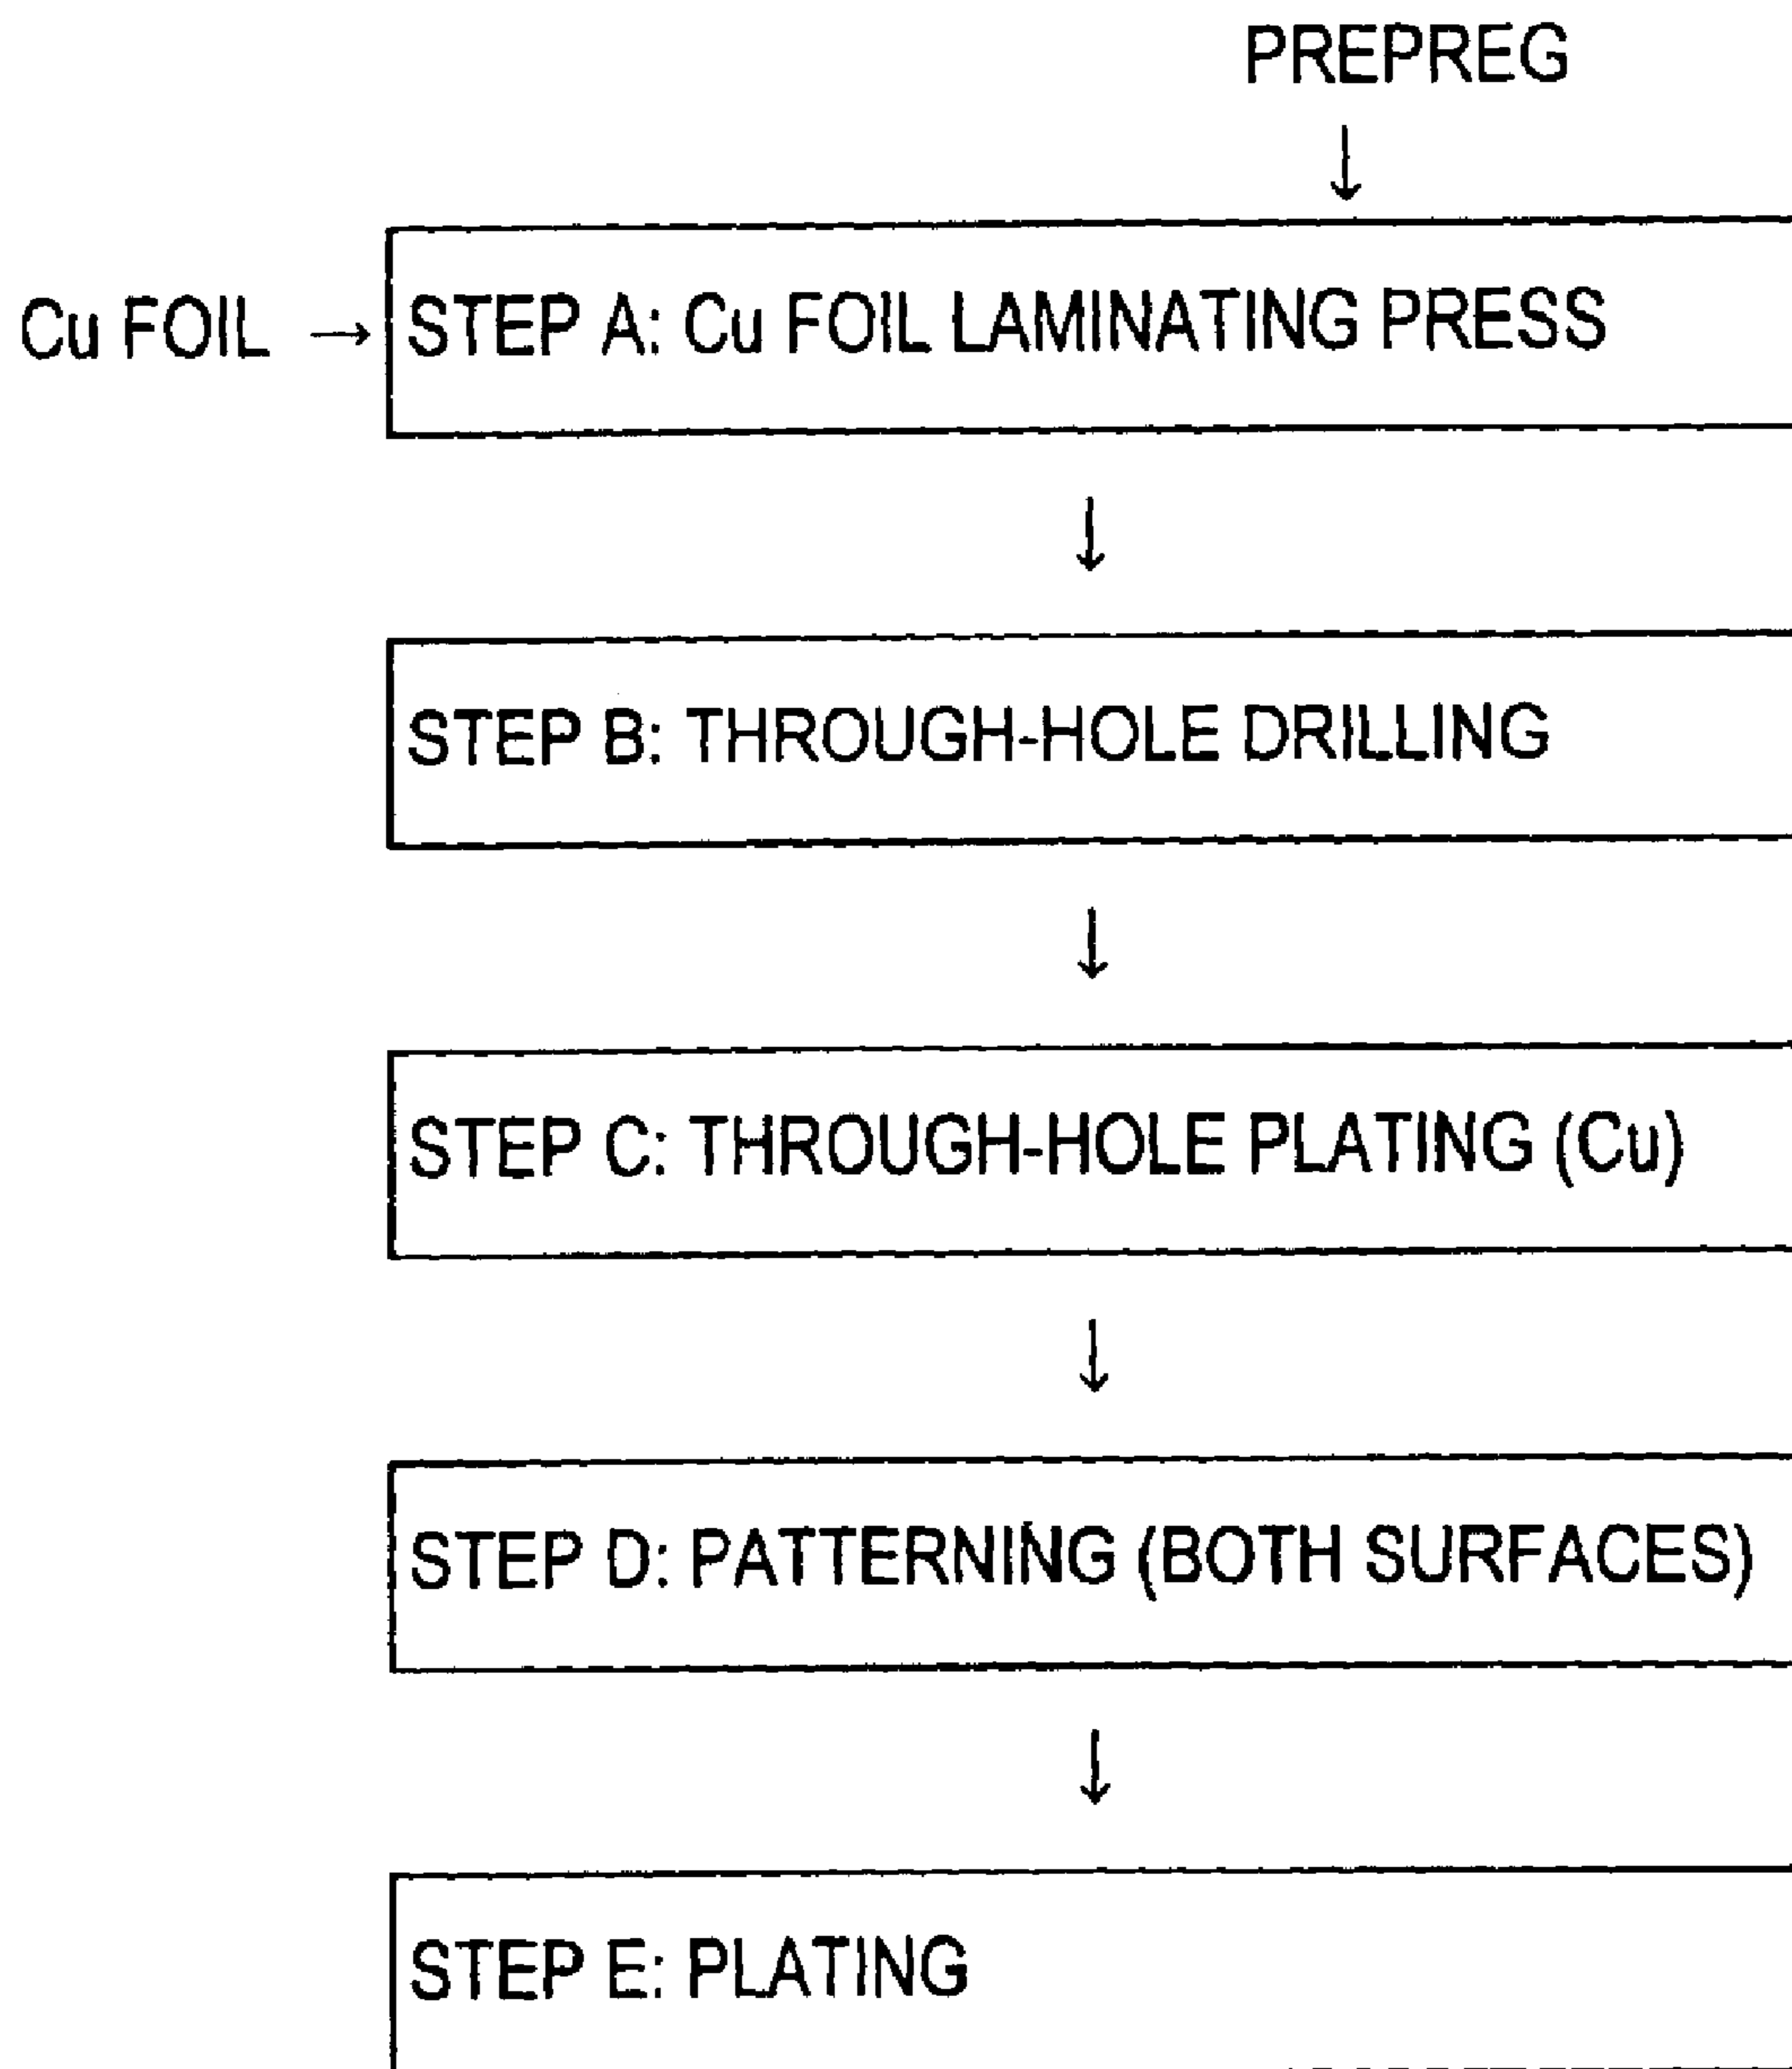 PREPREG
Cu FOIL → STEP A: Cu FOIL LAMINATING PRESS
STEP B: THROUGH-HOLE DRILLING
STEP C: THROUGH-HOLE PLATING (Cu)
STEP D: PATTERNING (BOTH SURFACES)
STEP E: PLATING